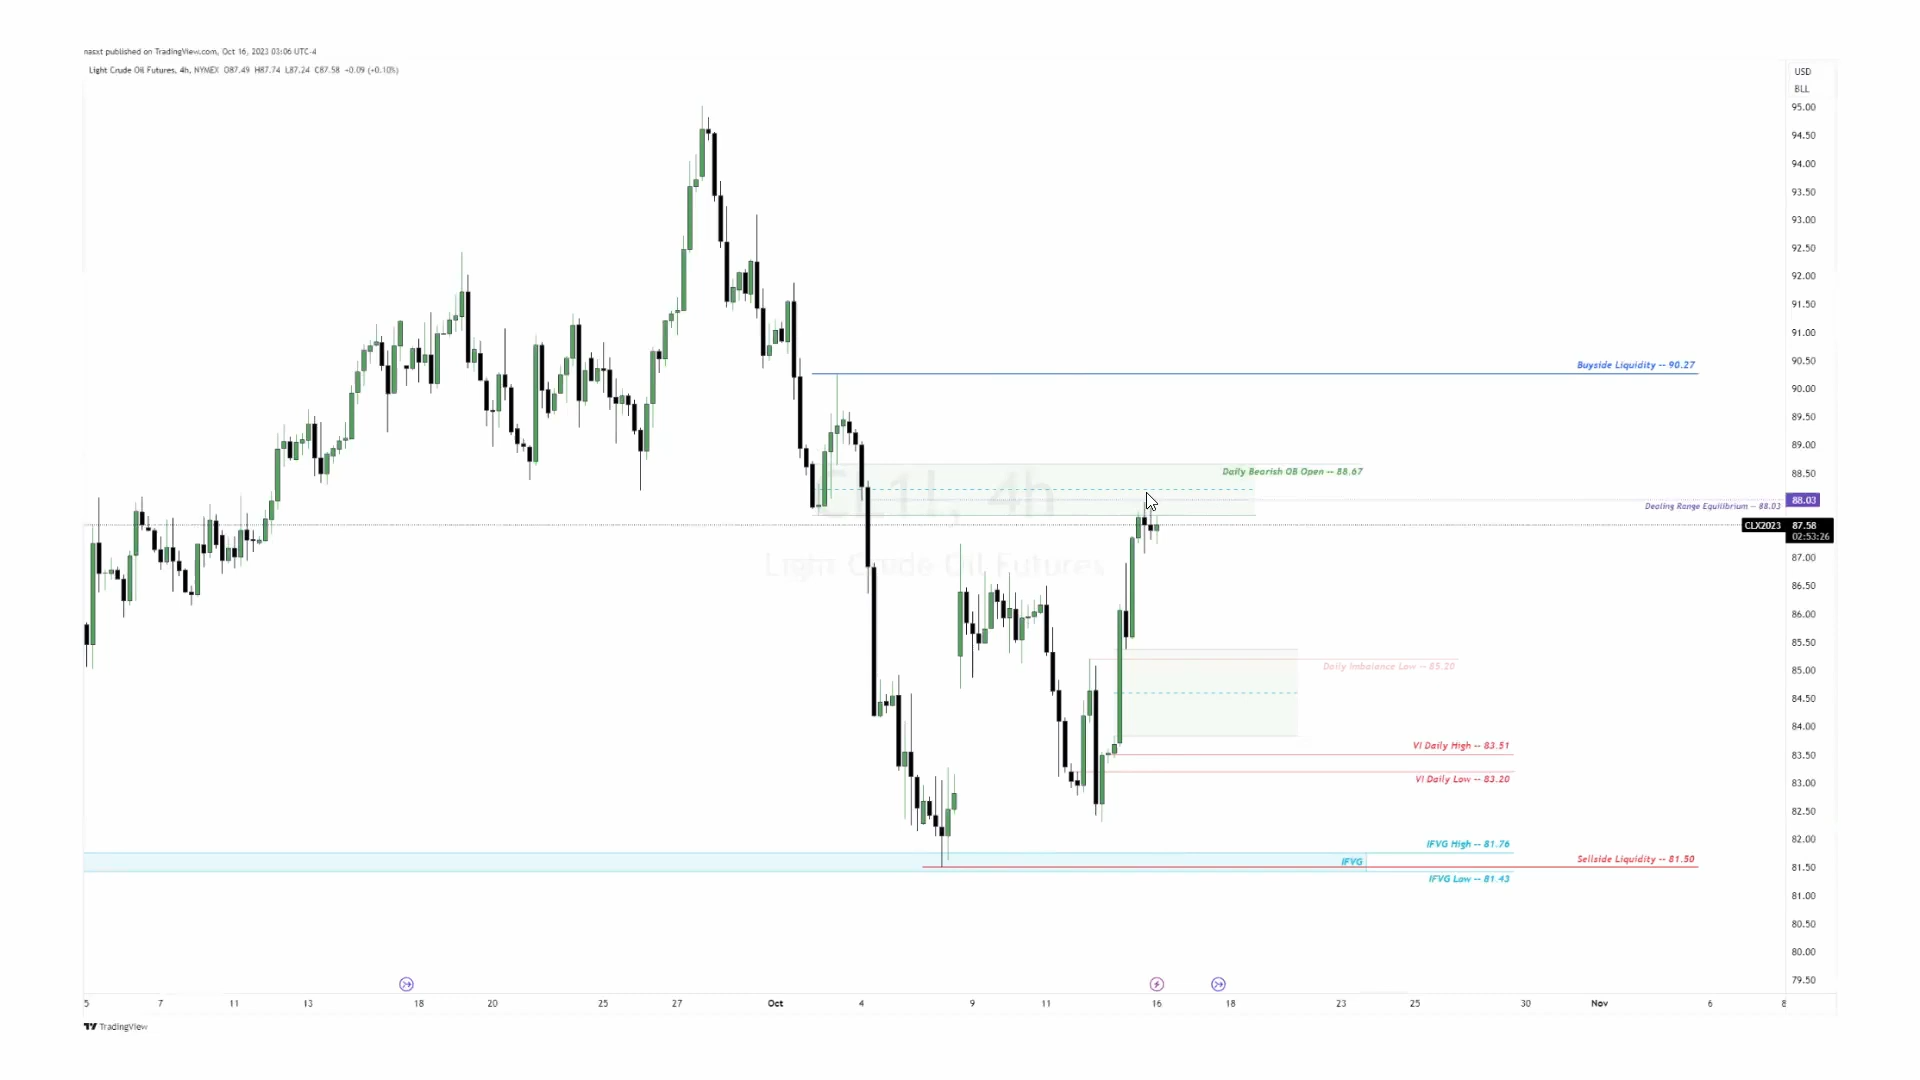 nasxt published on TradingView.com, Oct 16, 2023 03:06 UTC-4
Light Crude Oil Futures, 4h, NYMEX O87.49 H87.74 L87.24 C87.58 +0.09 (+0.10%)
USD
BLL
95.00
94.50
94.00
93.50
93.00
92.50
92.00
91.50
91.00
90.50
Buyside Liquidity -- 90.27
90.00
89.50
89.00
Daily Bearish OB Open -- 88.67
88.50
CL1!, 4h
88.03
Dealing Range Equilibrium -- 88.03
CLX2023 87.58
02:53:26
Light Crude Oil Futures
87.00
86.50
86.00
85.50
Daily Imbalance Low -- 85.20
85.00
84.50
84.00
VI Daily High -- 83.51
83.50
VI Daily Low -- 83.20
83.00
82.50
82.00
IFVG High -- 81.76
IFVG
Sellside Liquidity -- 81.50
81.50
IFVG Low -- 81.43
81.00
80.50
80.00
79.50
5 7 11 13 18 20 25 27 Oct 4 9 11 16 18 23 25 30 Nov 6 8
TradingView